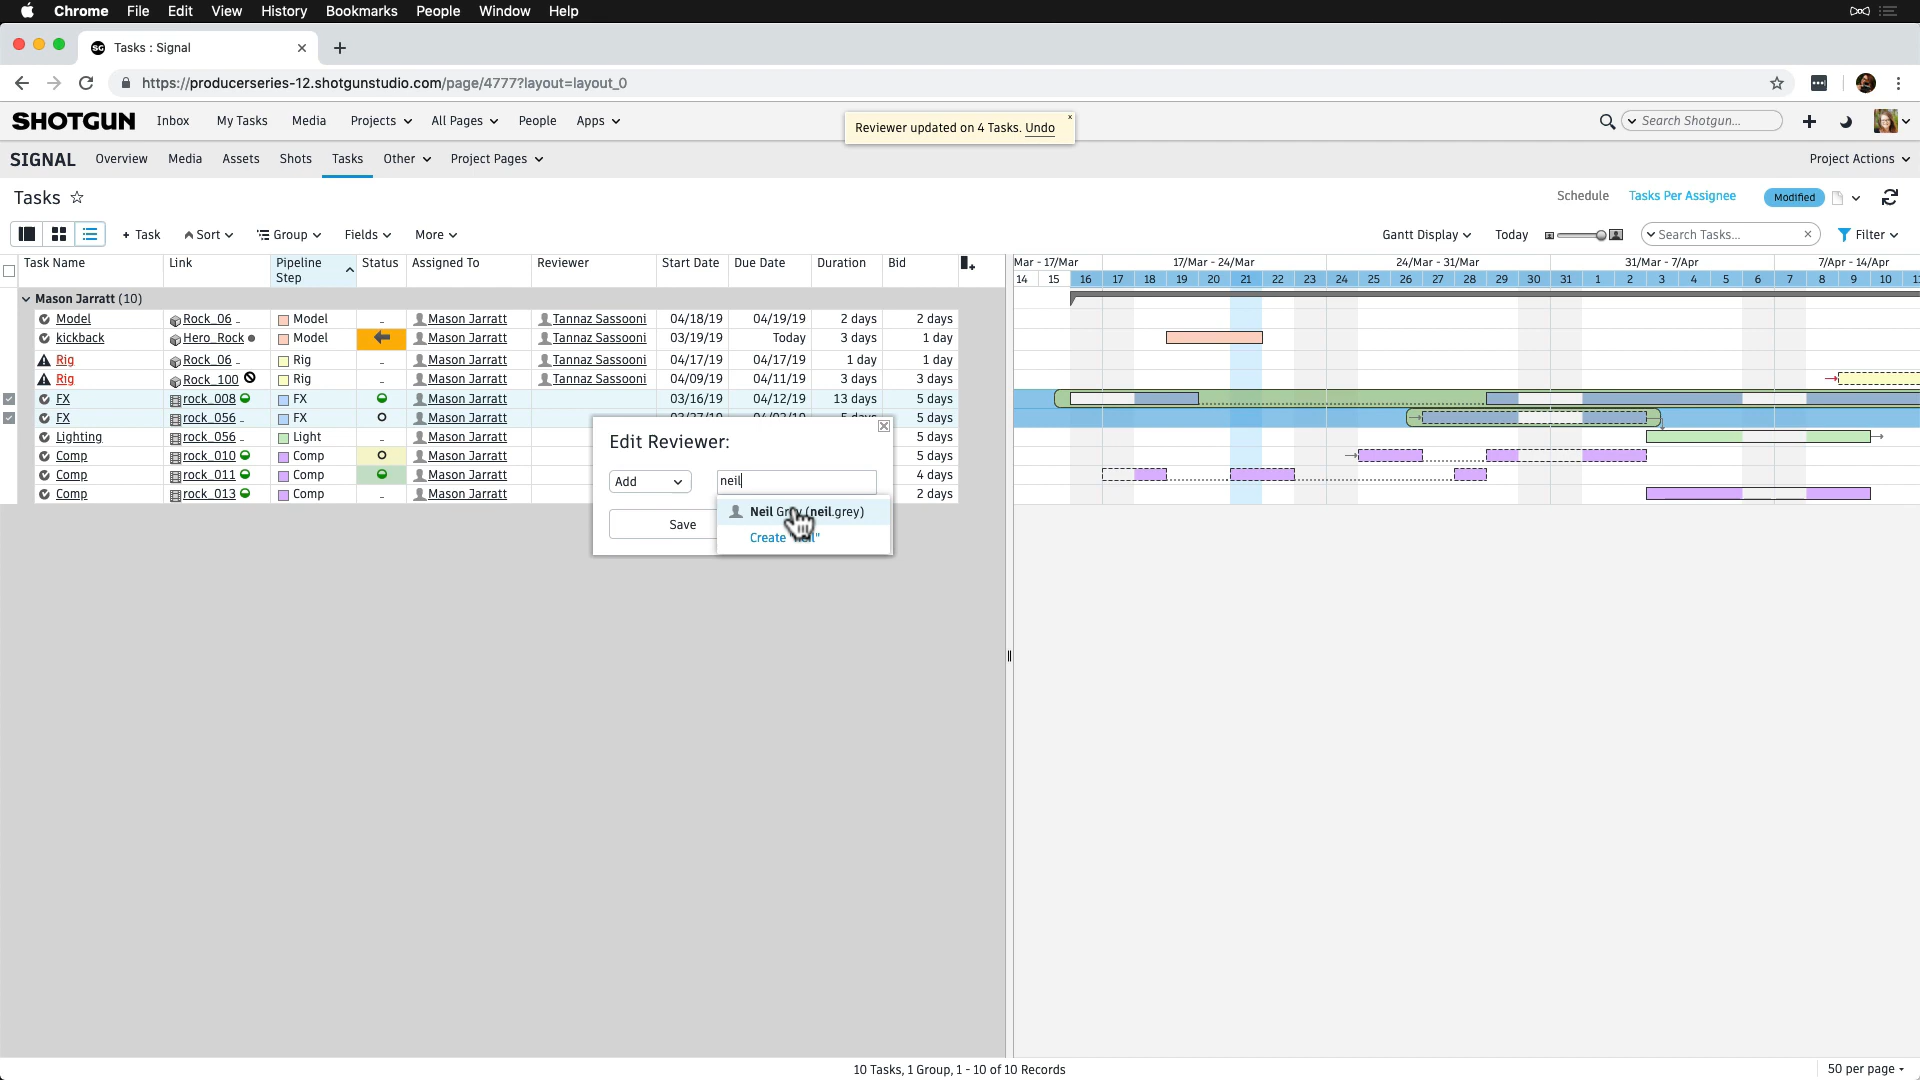 Chrome File Edit View History Bookmarks People Window Help
Tasks : Signal
https://producerseries-12.shotgunstudio.com/page/4777?layout=layout_0
SHOTGUN Inbox My Tasks Media Projects All Pages People Apps
Reviewer updated on 4 Tasks. Undo x
Search Shotgun...
SIGNAL Overview Media Assets Shots Tasks Other Project Pages Project Actions
Tasks Schedule Tasks Per Assignee Modified
+ Task Sort Group Fields More Gantt Display Today Search Tasks... Filter
Task Name Link Pipeline Step Status Assigned To Reviewer Start Date Due Date Duration Bid
Mar - 17/Mar 17/Mar - 24/Mar 24/Mar - 31/Mar 31/Mar - 7/Apr 7/Apr - 14/Apr
14 15 16 17 18 19 20 21 22 23 24 25 26 27 28 29 30 31 1 2 3 4 5 6 7 8 9 10
Mason Jarratt (10)
Model Rock_06 Model Mason Jarratt Tannaz Sassooni 04/18/19 04/19/19 2 days 2 days
kickback Hero_Rock Model Mason Jarratt Tannaz Sassooni 03/19/19 Today 3 days 1 day
Rig Rock_06 Rig Mason Jarratt Tannaz Sassooni 04/17/19 04/17/19 1 day 1 day
Rig Rock_100 Rig Mason Jarratt Tannaz Sassooni 04/09/19 04/11/19 3 days 3 days
FX rock_008 FX Mason Jarratt 03/16/19 04/12/19 13 days 5 days
FX rock_056 FX Mason Jarratt 5 days
Lighting rock_056 Light Mason Jarratt 5 days
Comp rock_010 Comp Mason Jarratt 5 days
Comp rock_011 Comp Mason Jarratt 4 days
Comp rock_013 Comp Mason Jarratt 2 days
Edit Reviewer:
Add neil
Save
Neil (neil.grey)
Create
10 Tasks, 1 Group, 1 - 10 of 10 Records
50 per page